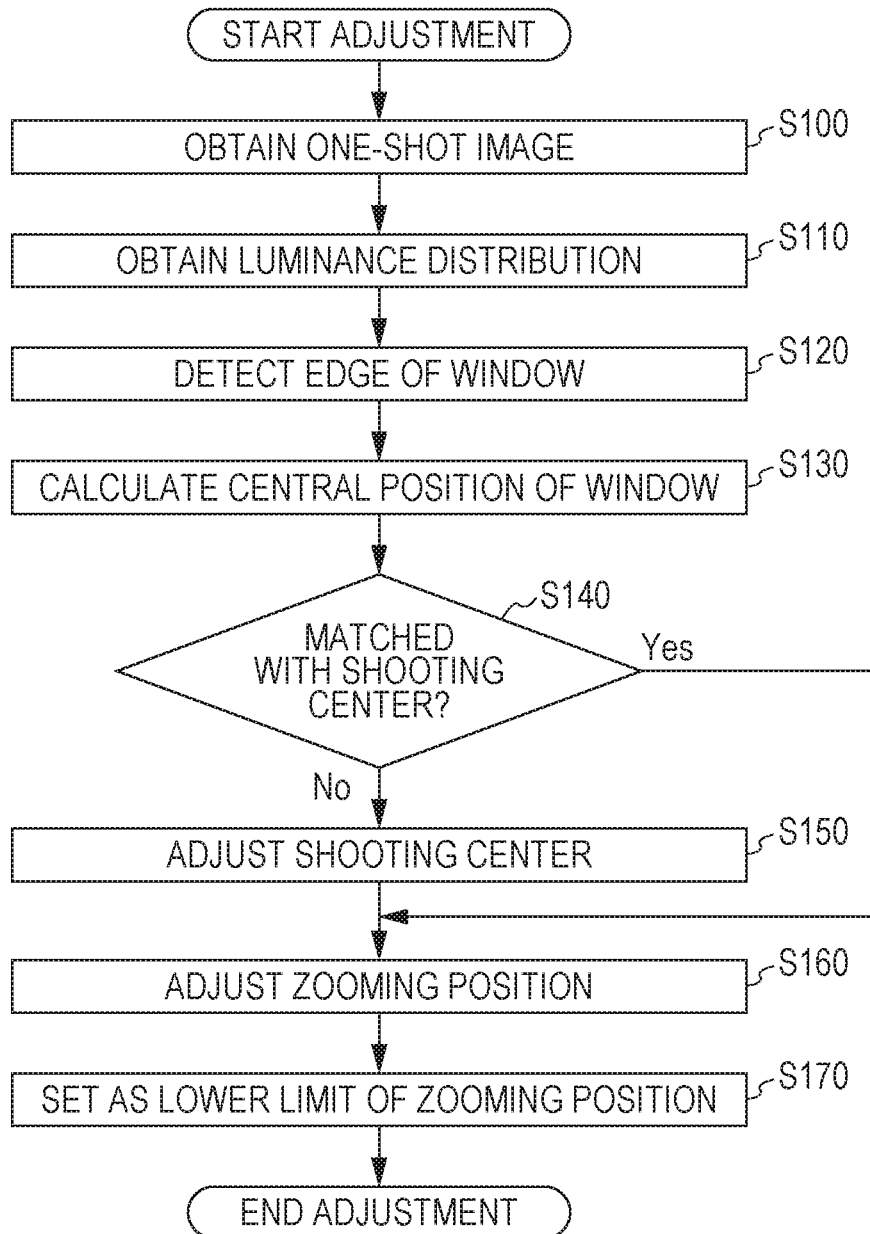 START ADJUSTMENT
S100
OBTAIN ONE-SHOT IMAGE
S110
OBTAIN LUMINANCE DISTRIBUTION
S120
DETECT EDGE OF WINDOW
S130
CALCULATE CENTRAL POSITION OF WINDOW
S140
MATCHED
WITH SHOOTING
CENTER?
Yes
No
S150
ADJUST SHOOTING CENTER
S160
ADJUST ZOOMING POSITION
S170
SET AS LOWER LIMIT OF ZOOMING POSITION
END ADJUSTMENT